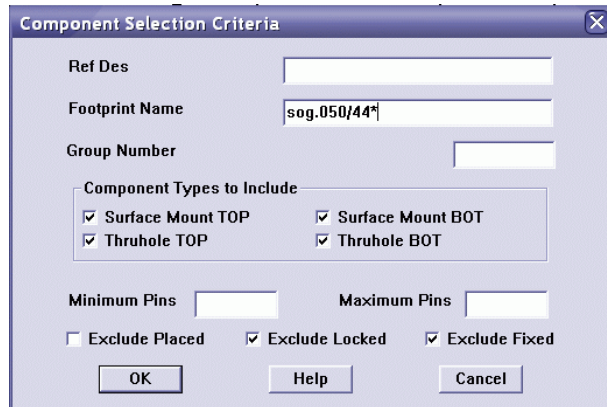 Component Selection Criteria
Ref Des
Footprint Name sog.050/44*
Group Number
Component Types to Include
Surface Mount TOP Surface Mount BOT
Thruhole TOP Thruhole BOT
Minimum Pins Maximum Pins
Exclude Placed Exclude Locked Exclude Fixed
OK Help Cancel